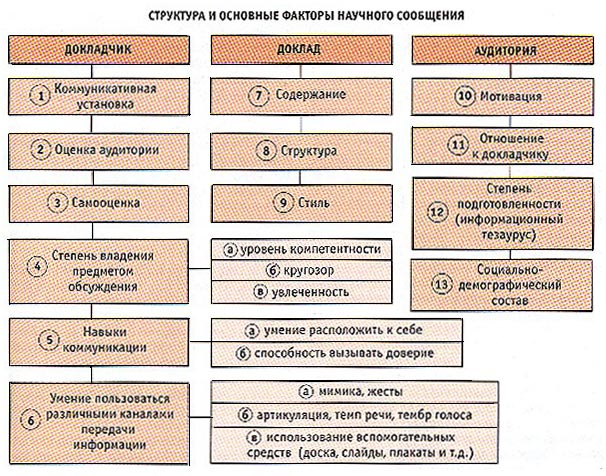 СТРУКТУРА И ОСНОВНЫЕ ФАКТОРЫ НАУЧНОГО СООБЩЕНИЯ
ДОКЛАДЧИК
1 Коммуникативная
установка
2 Оценка аудитории
3 Самооценка
4 Степень владения
предметом
обсуждения
а уровень компетентности
б кругозор
в увлеченность
5 Навыки
коммуникации
а умение расположить к себе
б способность вызывать доверие
6 Умение пользоваться
различными каналами
передачи
информации
а мимика, жесты
б артикуляция, темп речи, тембр голоса
в использование вспомогательных
средств (доска, слайды, плакаты и т.д.)
ДОКЛАД
7 Содержание
8 Структура
9 Стиль
АУДИТОРИЯ
10 Мотивация
11 Отношение
к докладчику
12 Степень
подготовленности
(информационный
тезаурус)
13 Социально-
демографический
состав